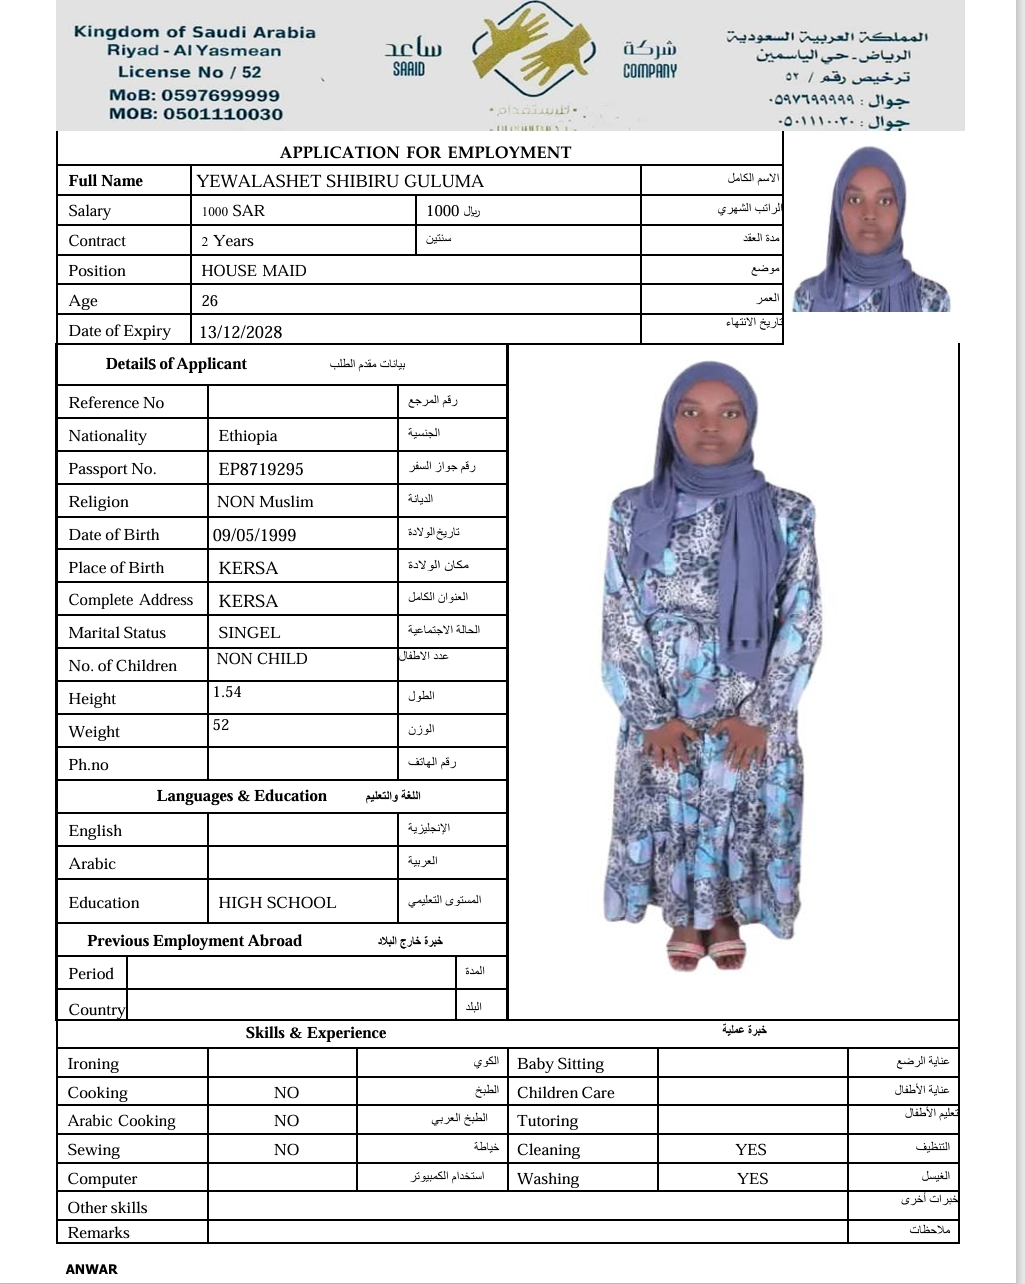 Kingdom of Saudi Arabia
Riyad - Al Yasmean
License No / 52
MoB: 0597699999
MOB: 0501110030
ساعد
SAAID
شركة
COMPANY
للاستقدام
المملكة العربية السعودية
الرياض - حي الياسمين
ترخيص رقم / ٥٢
جوال : ٠٥٩٧٦٩٩٩٩٩
جوال : ٠٥٠١١١٠٠٣٠
APPLICATION FOR EMPLOYMENT
Full Name YEWALASHET SHIBIRU GULUMA الاسم الكامل
Salary 1000 SAR 1000 ريال الراتب الشهري
Contract 2 Years سنتين مدة العقد
Position HOUSE MAID موضع
Age 26 العمر
Date of Expiry 13/12/2028 تاريخ الانتهاء
Details of Applicant بيانات مقدم الطلب
Reference No رقم المرجع
Nationality Ethiopia الجنسية
Passport No. EP8719295 رقم جواز السفر
Religion NON Muslim الديانة
Date of Birth 09/05/1999 تاريخ الولادة
Place of Birth KERSA مكان الولادة
Complete Address KERSA العنوان الكامل
Marital Status SINGEL الحالة الاجتماعية
No. of Children NON CHILD عدد الاطفال
Height 1.54 الطول
Weight 52 الوزن
Ph.no رقم الهاتف
Languages & Education اللغة والتعليم
English الإنجليزية
Arabic العربية
Education HIGH SCHOOL المستوى التعليمي
Previous Employment Abroad خبرة خارج البلاد
Period المدة
Country البلد
Skills & Experience خبرة عملية
Ironing الكوي Baby Sitting عناية الرضع
Cooking NO الطبخ Children Care عناية الأطفال
Arabic Cooking NO الطبخ العربي Tutoring تعليم الأطفال
Sewing NO خياطة Cleaning YES التنظيف
Computer استخدام الكمبيوتر Washing YES الغيسل
Other skills خبرات أخرى
Remarks ملاحظات
ANWAR